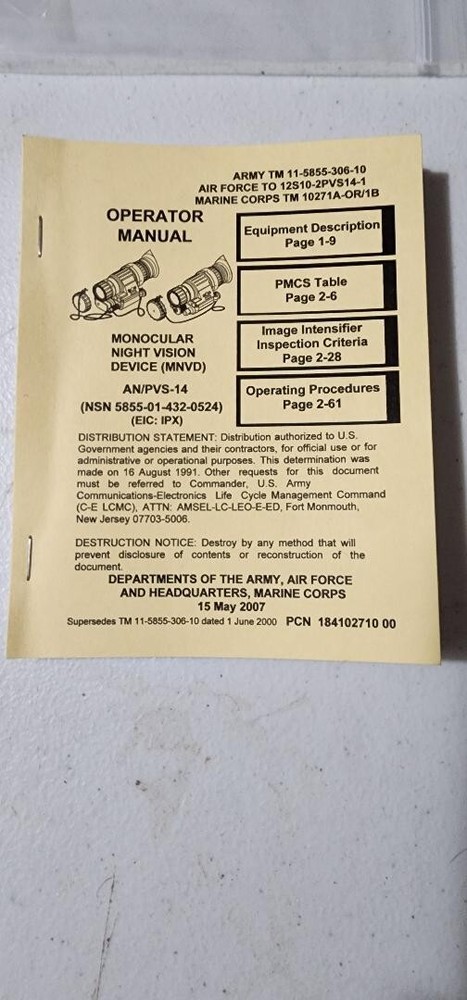 ARMY TM 11-5855-306-10
AIR FORCE TO 12S10-2PVS14-1
MARINE CORPS TM 10271A-OR/1B
OPERATOR
MANUAL
Equipment Description
Page 1-9
PMCS Table
Page 2-6
Image Intensifier
Inspection Criteria
Page 2-28
Operating Procedures
Page 2-61
MONOCULAR
NIGHT VISION
DEVICE (MNVD)
AN/PVS-14
(NSN 5855-01-432-0524)
(EIC: IPX)
DISTRIBUTION STATEMENT: Distribution authorized to U.S.
Government agencies and their contractors, for official use or for
administrative or operational purposes. This determination was
made on 16 August 1991. Other requests for this document
must be referred to Commander, U.S. Army
Communications-Electronics Life Cycle Management Command
(C-E LCMC), ATTN: AMSEL-LC-LEO-E-ED, Fort Monmouth,
New Jersey 07703-5006.
DESTRUCTION NOTICE: Destroy by any method that will
prevent disclosure of contents or reconstruction of the
document.
DEPARTMENTS OF THE ARMY, AIR FORCE
AND HEADQUARTERS, MARINE CORPS
15 May 2007
Supersedes TM 11-5855-306-10 dated 1 June 2000 PCN 184102710 00